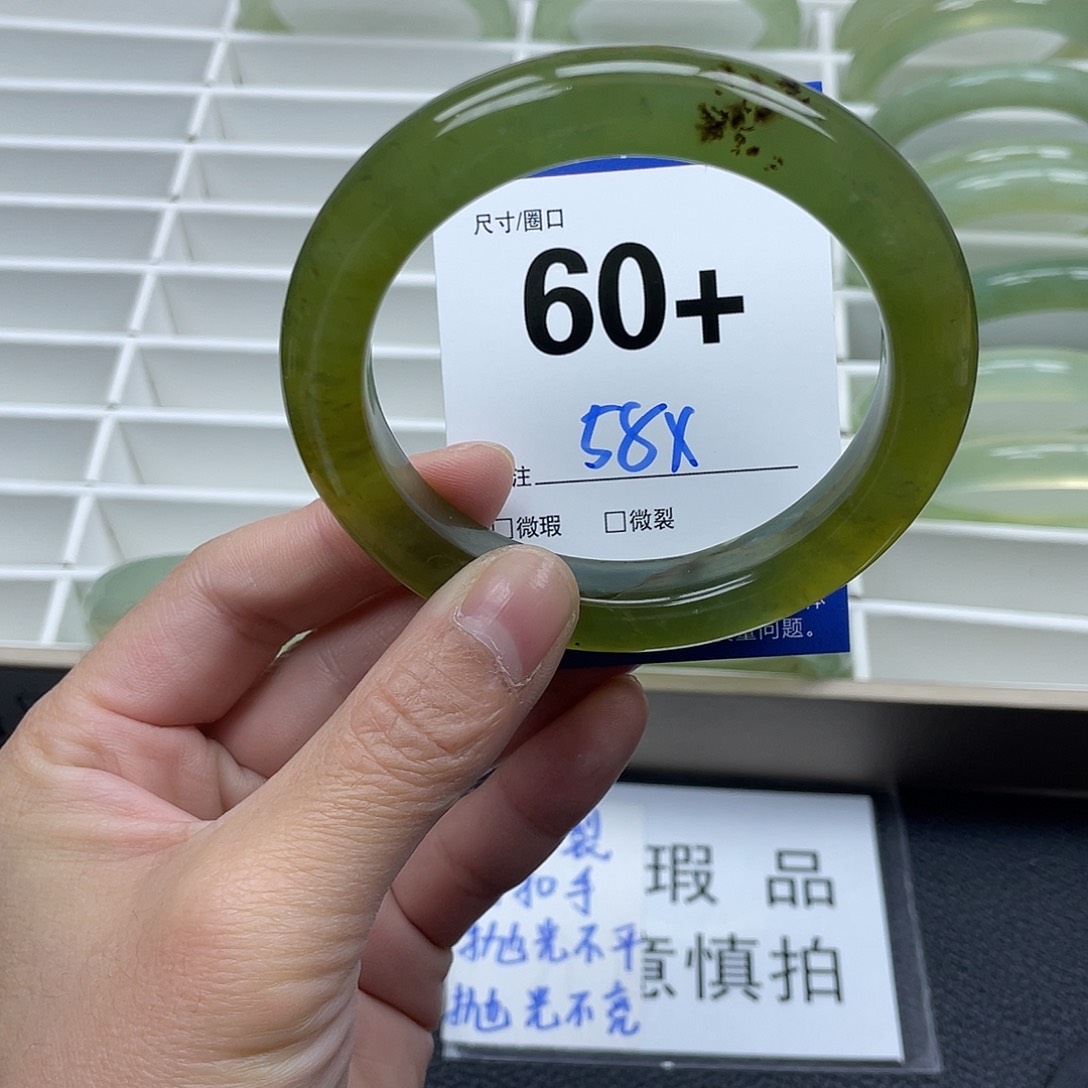 尺寸/圈口
60+
注 58X
□微瑕 □微裂
问题。
裂
扣手
抛光不平
抛光不亮
瑕 品
意慎拍